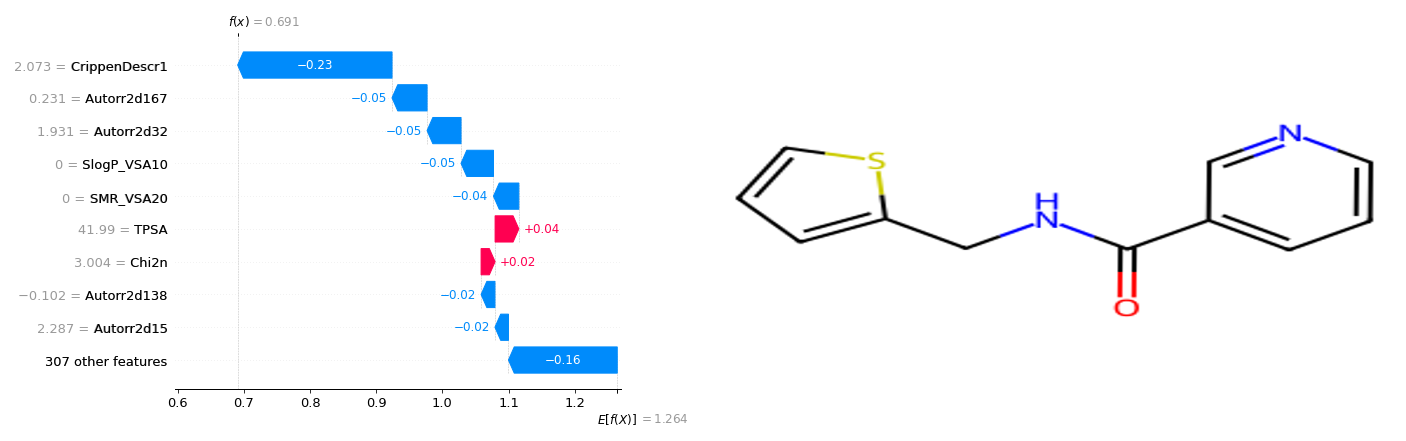 f(x) = 0.691
2.073 = CrippenDescr1
−0.23
0.231 = Autorr2d167
−0.05
1.931 = Autorr2d32
−0.05
0 = SlogP_VSA10
−0.05
0 = SMR_VSA20
−0.04
41.99 = TPSA
+0.04
3.004 = Chi2n
+0.02
−0.102 = Autorr2d138
−0.02
2.287 = Autorr2d15
−0.02
307 other features
−0.16
0.6 0.7 0.8 0.9 1.0 1.1 1.2
E[f(X)] = 1.264
N
S
H
N
O